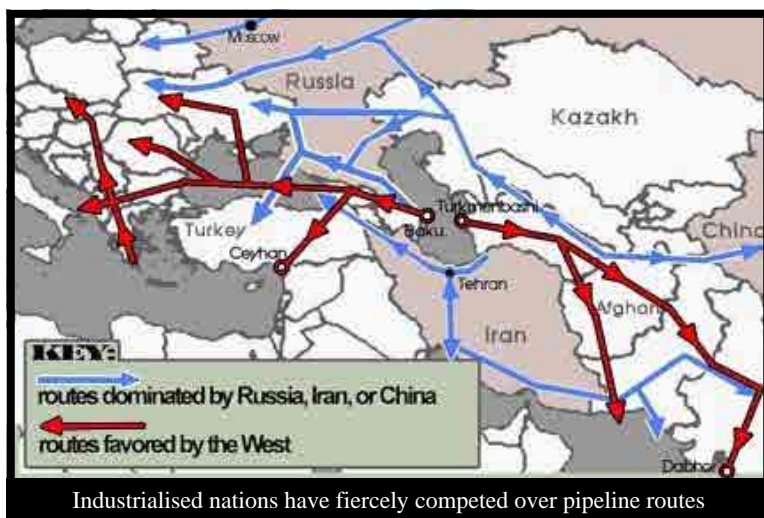 Moscow
Russia
Kazakh
Turkmenbashi
Baku
China
Turkey
Ceyhan
Tehran
Afghan
Iran
KEY:
routes dominated by Russia, Iran, or China
routes favored by the West
Dabhol
Industrialised nations have fiercely competed over pipeline routes